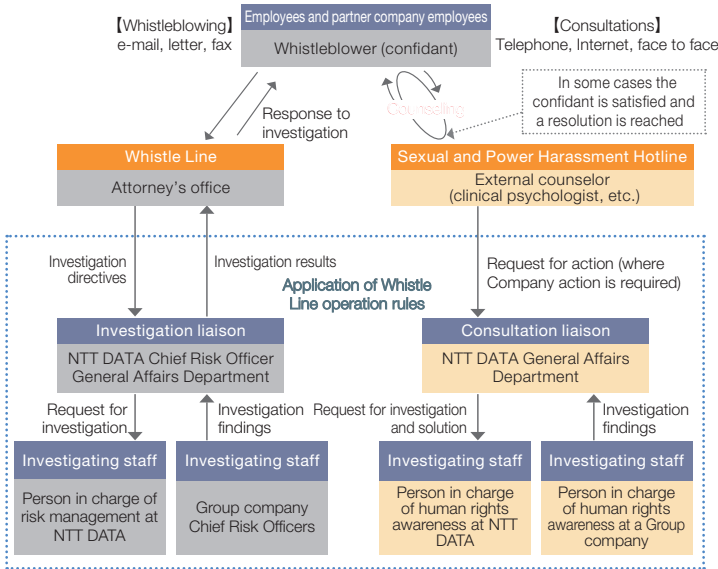 【Whistleblowing】
e-mail, letter, fax
Employees and partner company employees
Whistleblower (confidant)
【Consultations】
Telephone, Internet, face to face
Response to
investigation
Counseling
In some cases the
confidant is satisfied and
a resolution is reached
Whistle Line
Attorney's office
Sexual and Power Harassment Hotline
External counselor
(clinical psychologist, etc.)
Investigation
directives
Investigation results
Application of Whistle
Line operation rules
Request for action (where
Company action is required)
Investigation liaison
NTT DATA Chief Risk Officer
General Affairs Department
Consultation liaison
NTT DATA General Affairs
Department
Request for
investigation
Investigation
findings
Request for investigation
and solution
Investigation
findings
Investigating staff
Person in charge of
risk management at
NTT DATA
Investigating staff
Group company
Chief Risk Officers
Investigating staff
Person in charge
of human rights
awareness at NTT
DATA
Investigating staff
Person in charge
of human rights
awareness at a Group
company